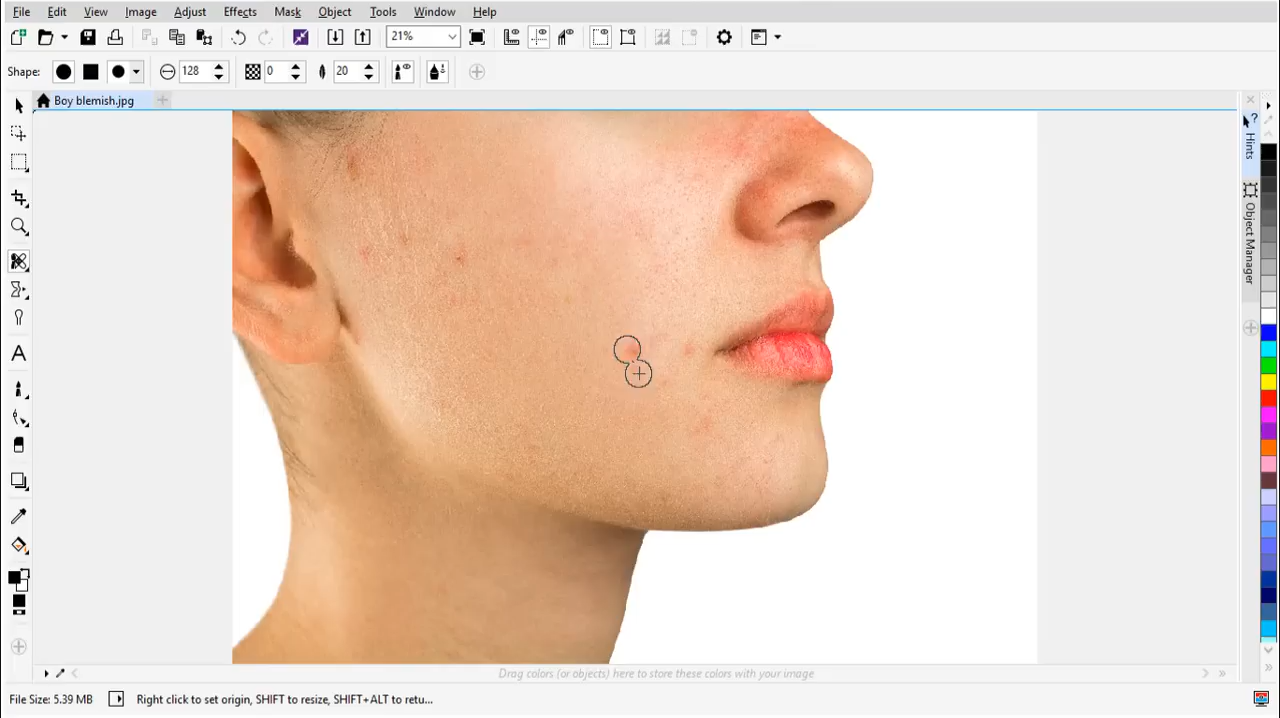 File Edit View Image Adjust Effects Mask Object Tools Window Help
21%
Shape: 128 0 20
Boy blemish.jpg
Hints
Object Manager
Drag colors (or objects) here to store these colors with your image
File Size: 5.39 MB Right click to set origin, SHIFT to resize, SHIFT+ALT to retu...